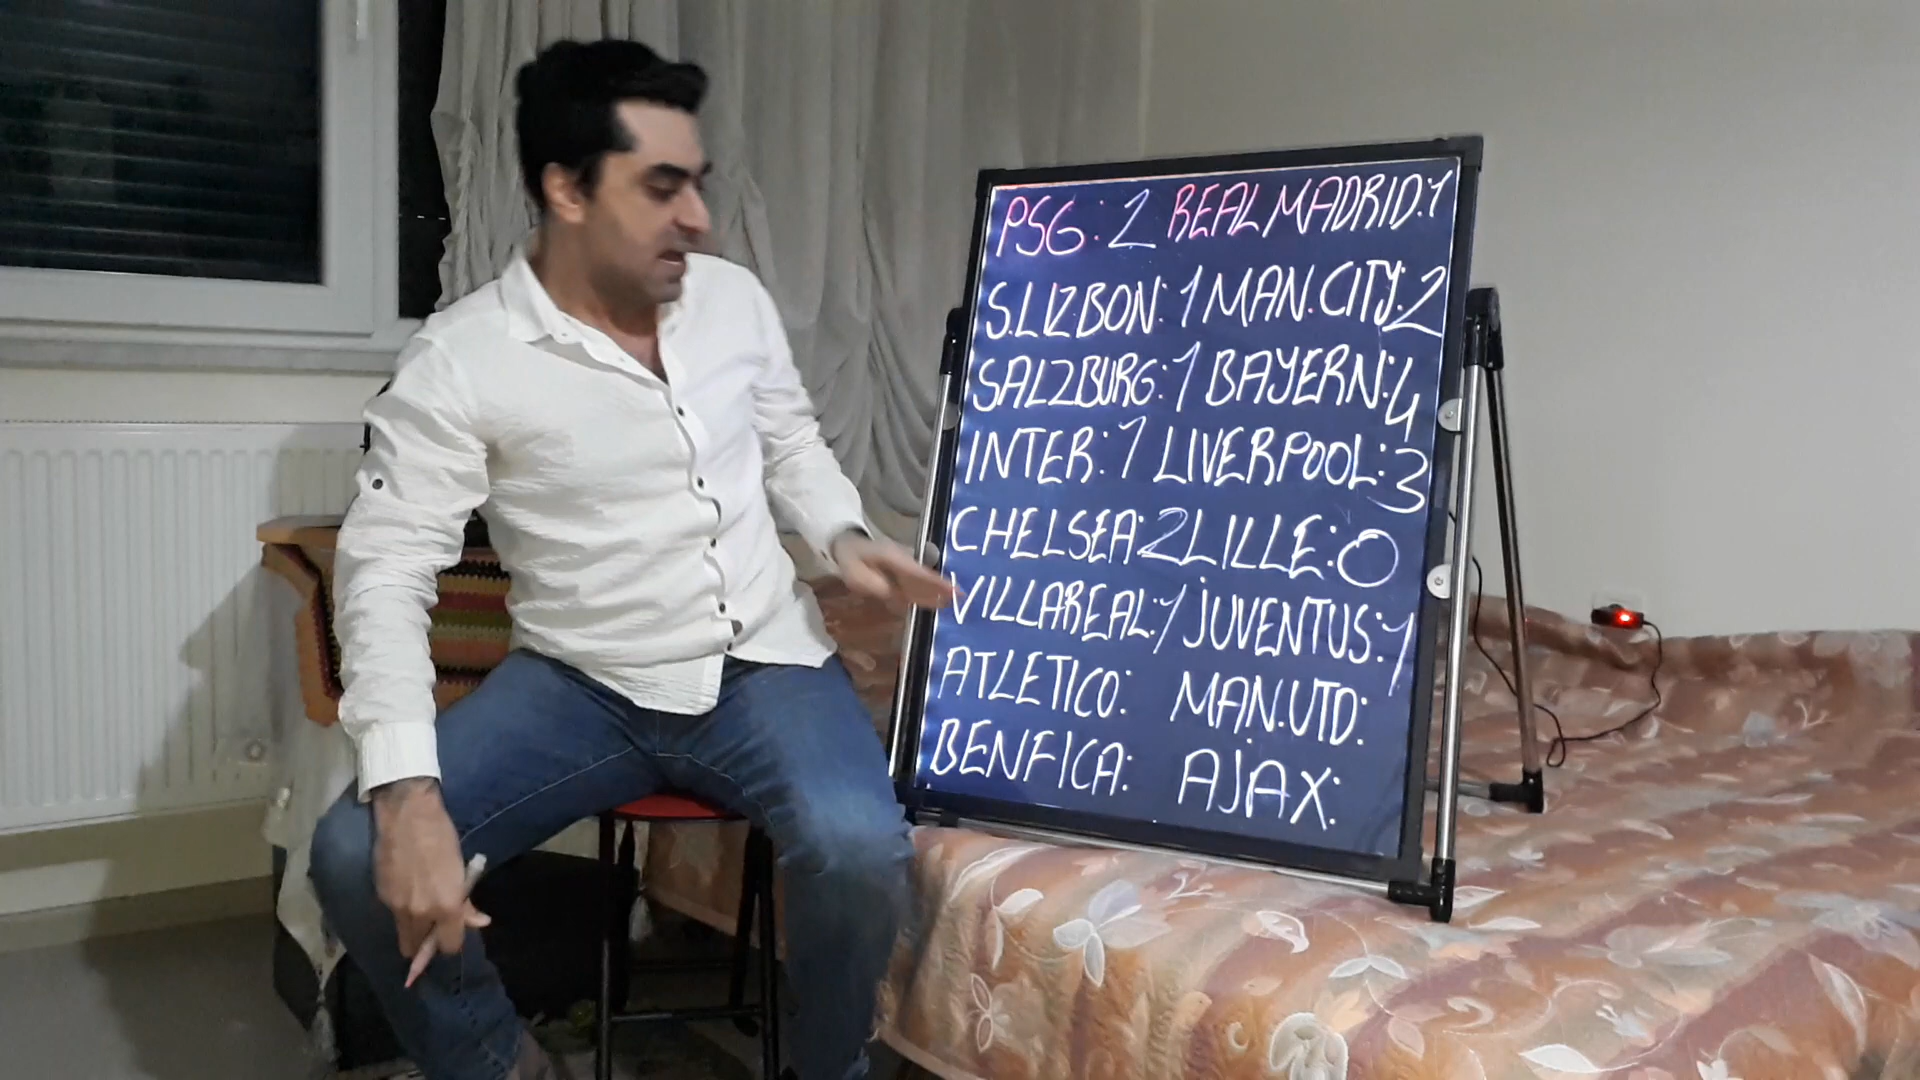 PSG: 2 REAL MADRID: 1
S.LIZBON: 1 MAN.CITY: 2
SALZBURG: 1 BAYERN: 4
INTER: 1 LIVERPOOL: 3
CHELSEA: 2 LILLE: 0
VILLAREAL: 1 JUVENTUS: 1
ATLETICO: MAN.UTD:
BENFICA: AJAX: